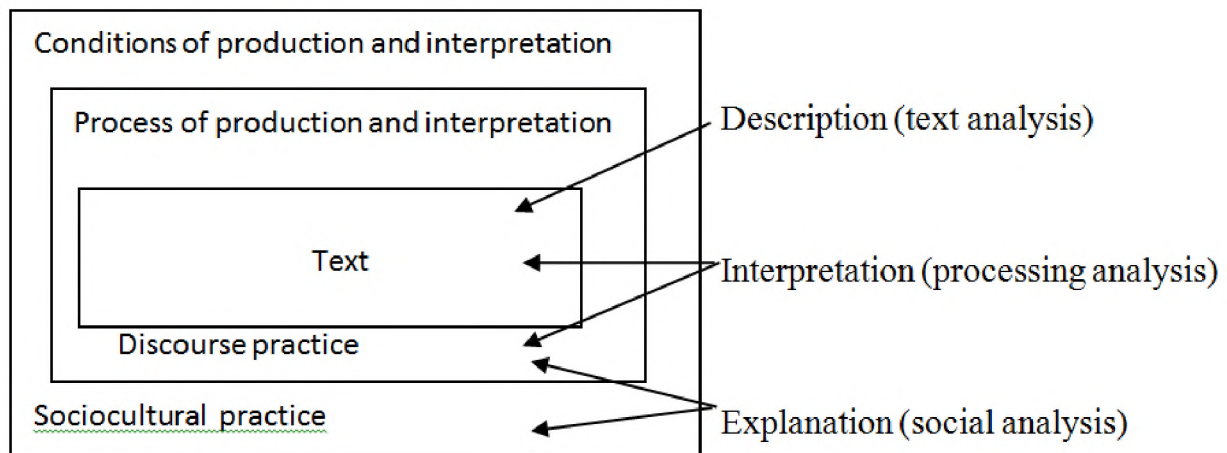 Conditions of production and interpretation
Process of production and interpretation
Description (text analysis)
Text
Interpretation (processing analysis)
Discourse practice
Sociocultural practice
Explanation (social analysis)